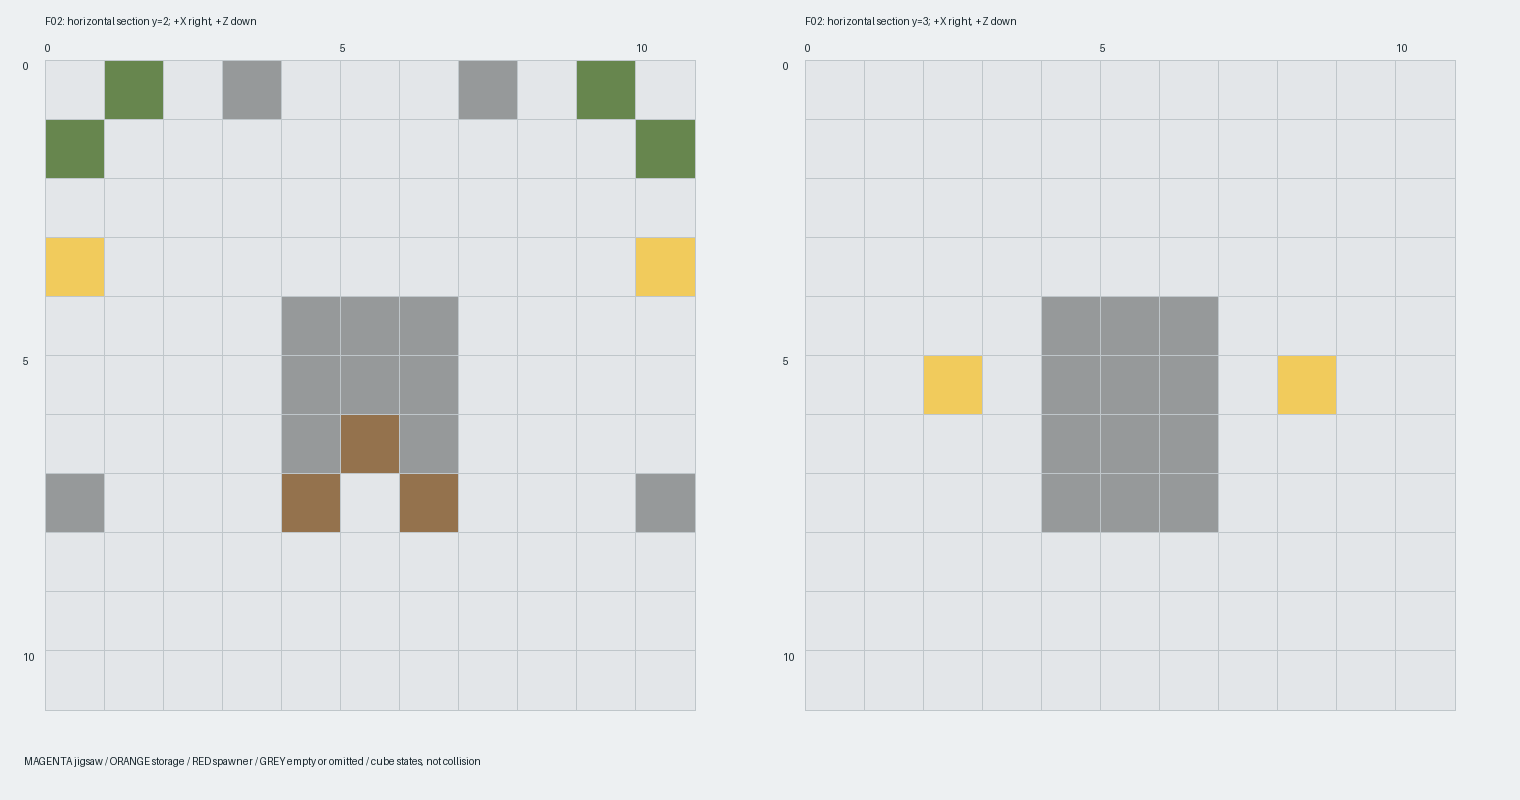 F02: horizontal section y=2; +X right, +Z down
F02: horizontal section y=3; +X right, +Z down
0 5 10
0 5 10
0
0
5
5
10
10
MAGENTA jigsaw / ORANGE storage / RED spawner / GREY empty or omitted / cube states, not collision